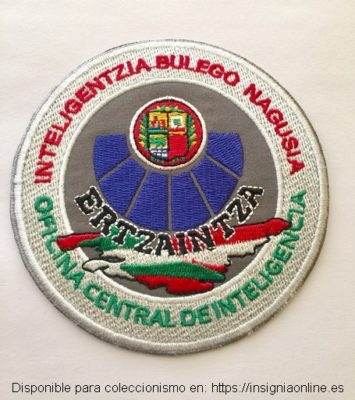 INTELIGENTZIA BULEGO NAGUSIA
ERTZAINTZA
OFICINA CENTRAL DE INTELIGENCIA
Disponible para coleccionismo en: https://insigniaonline.es